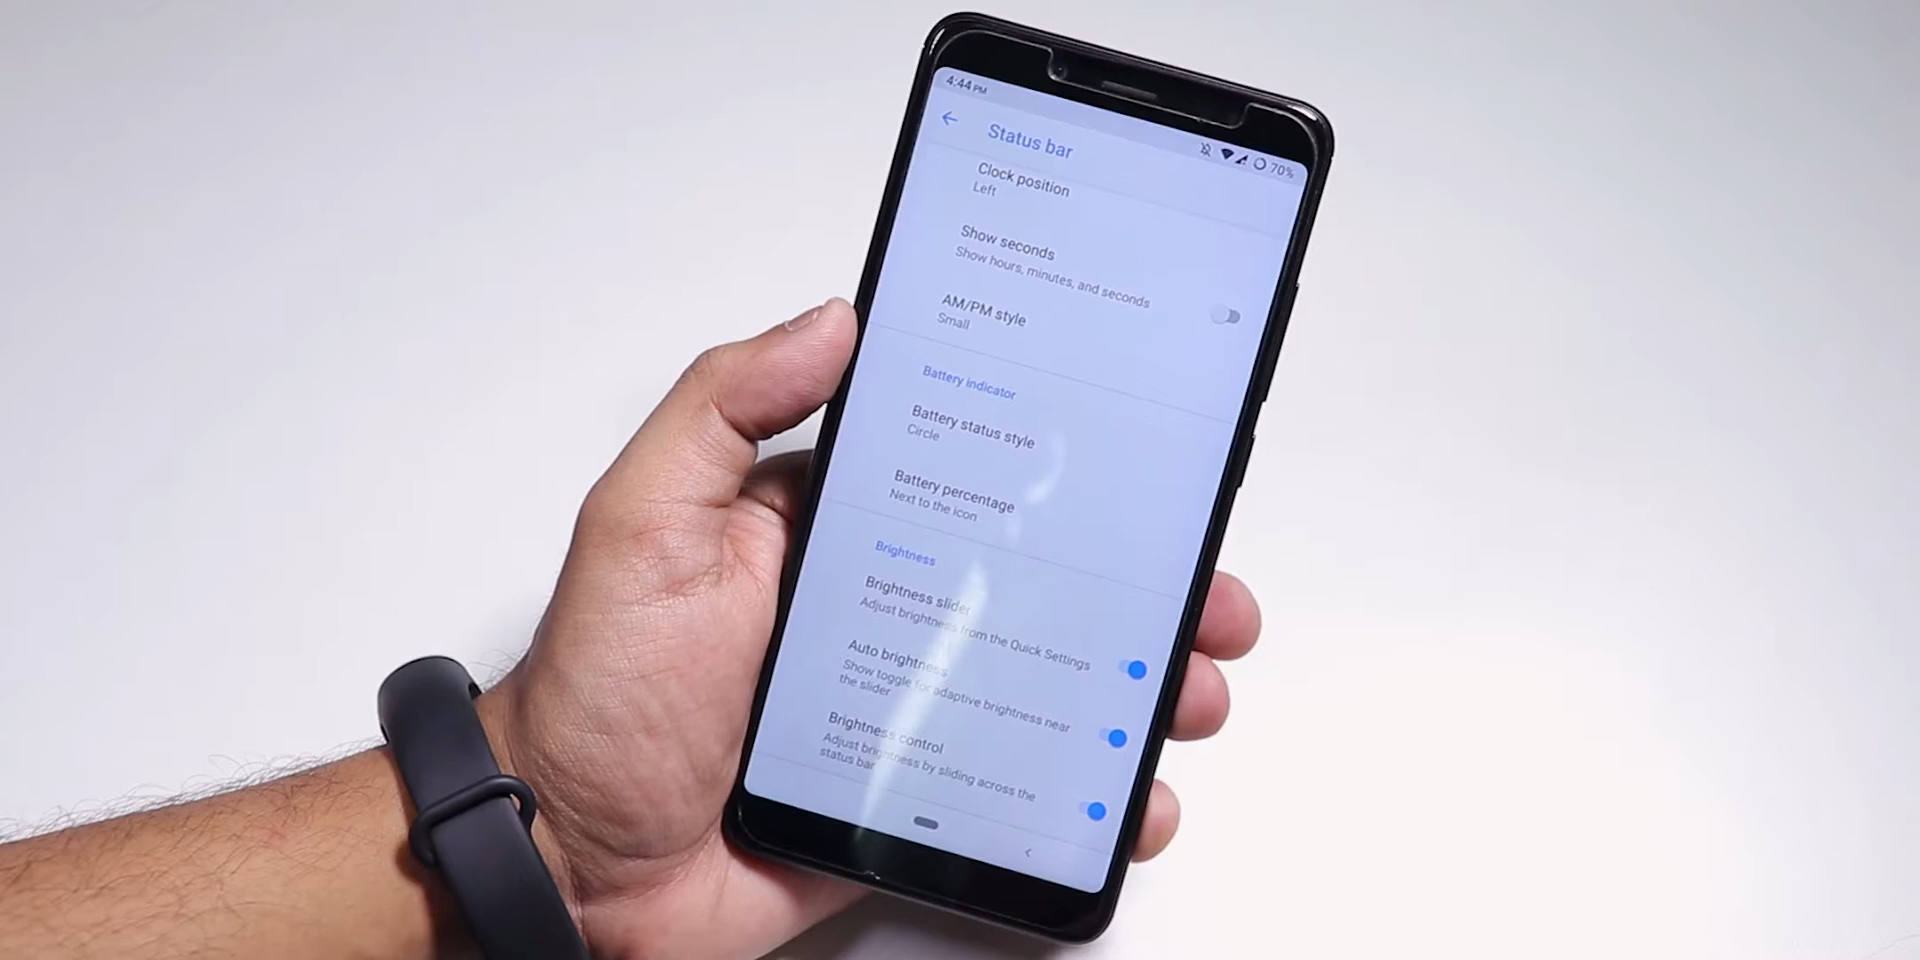 4:44 PM
70%
Status bar
Clock position
Left
Show seconds
Show hours, minutes, and seconds
AM/PM style
Small
Battery indicator
Battery status style
Circle
Battery percentage
Next to the icon
Brightness
Brightness slider
Adjust brightness from the Quick Settings
Auto brightness
Show toggle for adaptive brightness near
the slider
Brightness control
Adjust brightness by sliding across the
status bar